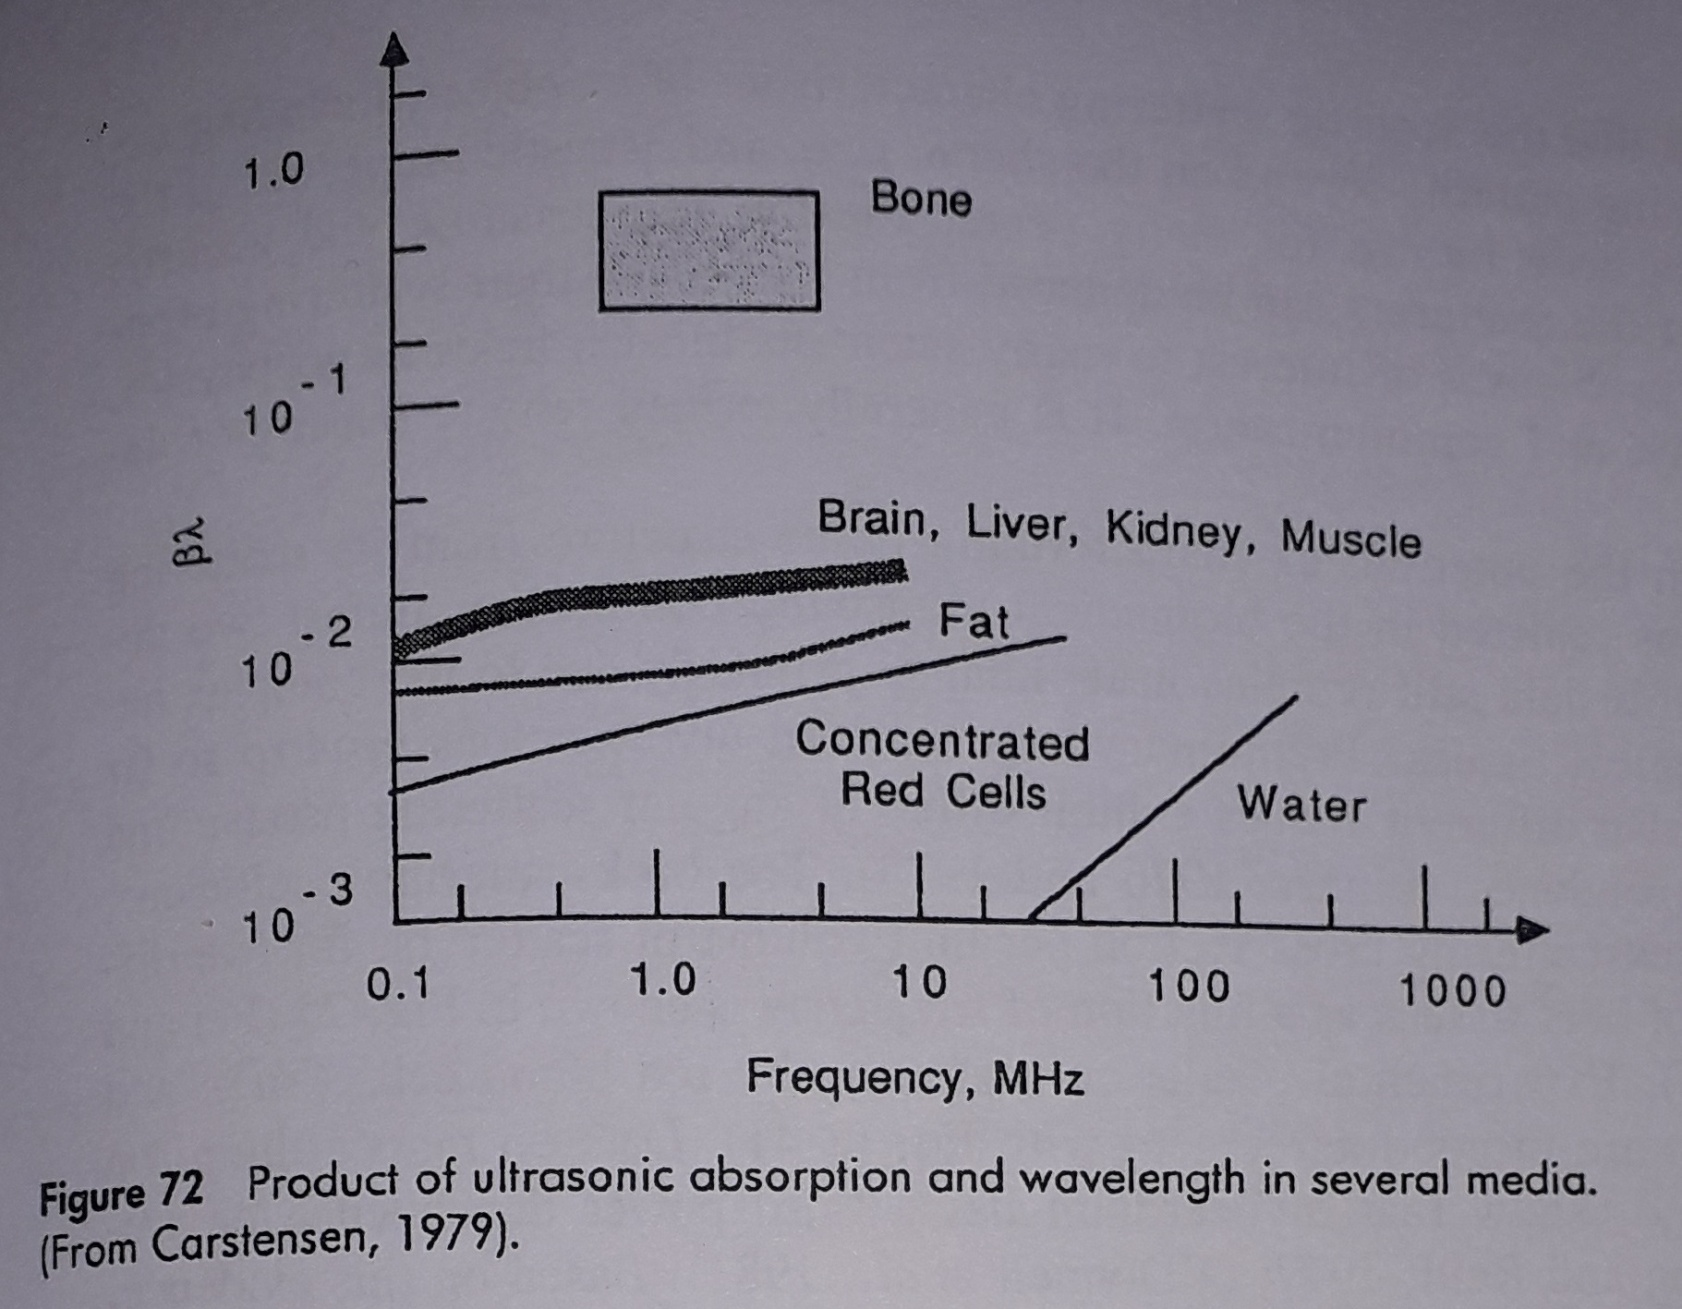 1.0
Bone
10^-1
Brain, Liver, Kidney, Muscle
βλ
Fat
10^-2
Concentrated
Red Cells
Water
10^-3
0.1 1.0 10 100 1000
Frequency, MHz
Figure 72 Product of ultrasonic absorption and wavelength in several media.
(From Carstensen, 1979).